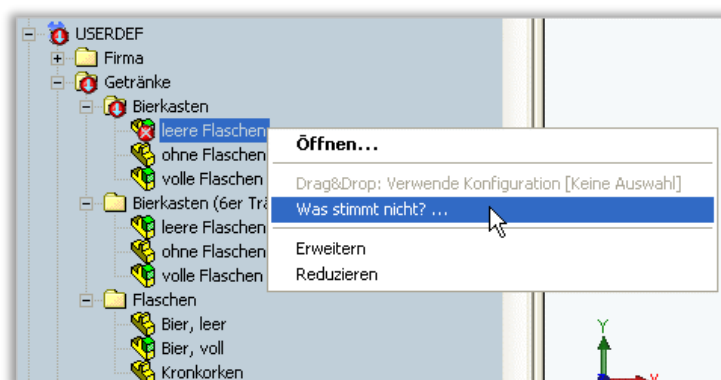 USERDEF
Firma
Getränke
Bierkasten
leere Flaschen
ohne Flaschen
volle Flaschen
Bierkasten (6er Trä
leere Flaschen
ohne Flaschen
volle Flaschen
Flaschen
Bier, leer
Bier, voll
Kronkorken
Öffnen...
Drag&Drop: Verwende Konfiguration [Keine Auswahl]
Was stimmt nicht? ...
Erweitern
Reduzieren
Y
X